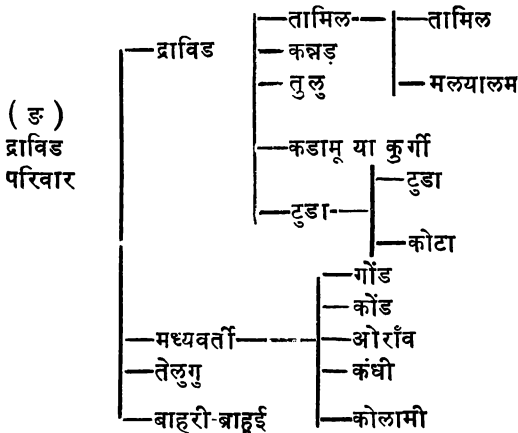 तामिल तामिल
द्राविड कन्नड़
तुलु मलयालम
( ङ )
द्राविड
परिवार
कडामू या कुर्गी
टुडा
टुडा
कोटा
गोंड
कोंड
मध्यवर्ती ओराँव
तेलुगु कंधी
बाहरी-ब्राहूई कोलामी